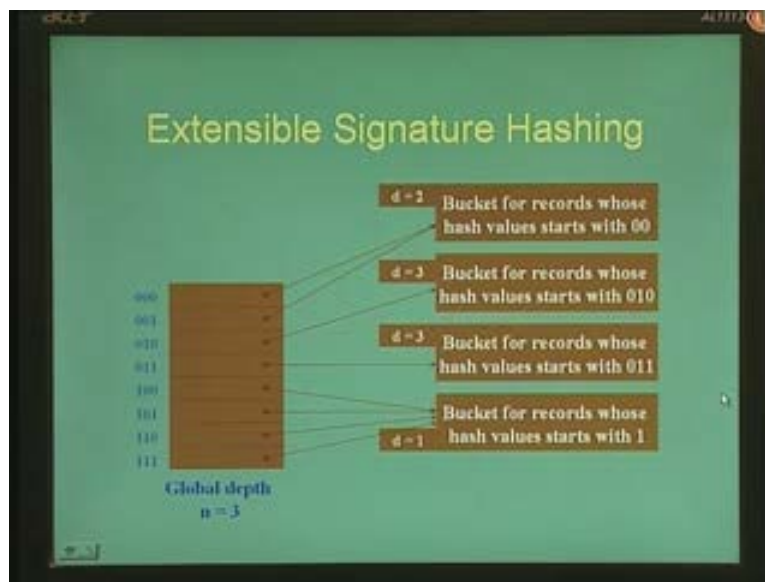 acer
Extensible Signature Hashing
d = 2
Bucket for records whose
hash values starts with 00
d = 3
Bucket for records whose
hash values starts with 010
d = 3
Bucket for records whose
hash values starts with 011
Bucket for records whose
hash values starts with 1
d = 1
000
001
010
011
100
101
110
111
Global depth
n = 3